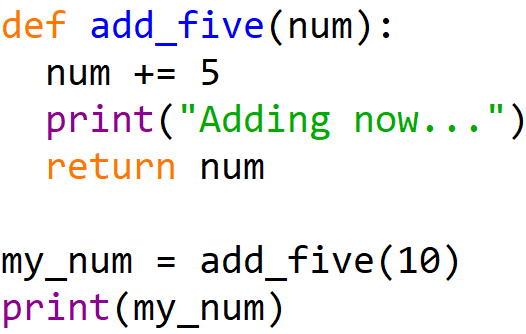 def add_five(num):
  num += 5
  print("Adding now...")
  return num

my_num = add_five(10)
print(my_num)